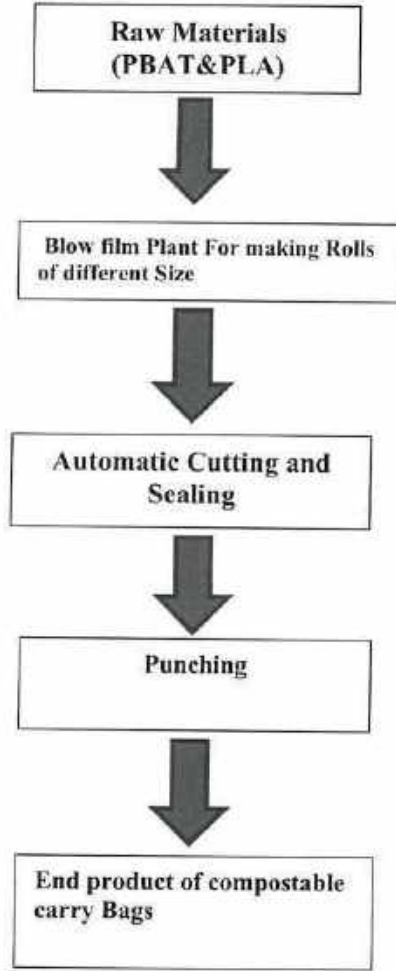 Raw Materials
(PBAT&PLA)
Blow film Plant For making Rolls
of different Size
Automatic Cutting and
Sealing
Punching
End product of compostable
carry Bags